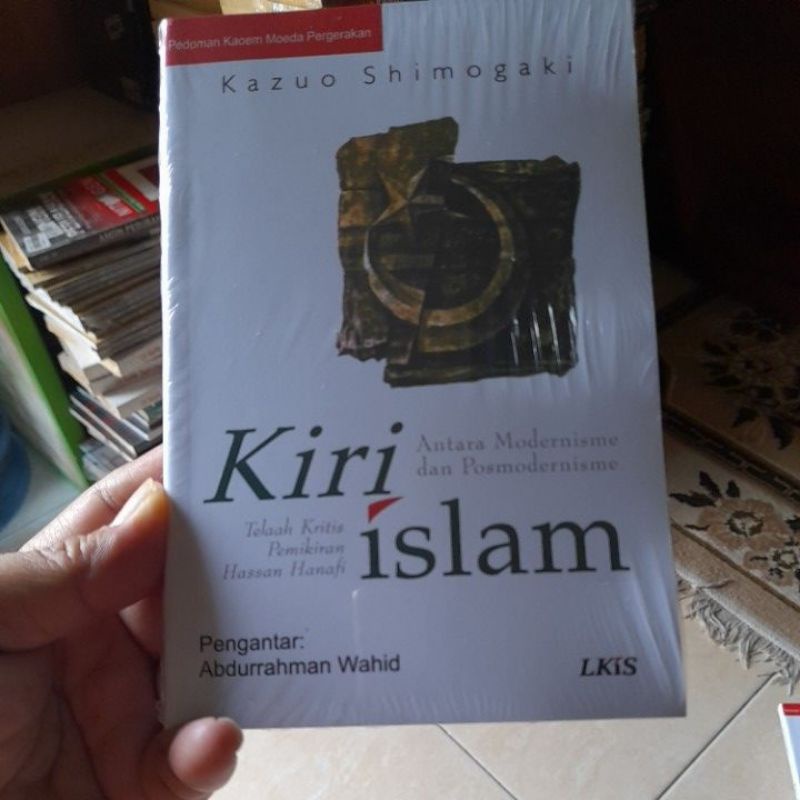 Pedoman Kaoem Moeda Pergerakan
Kazuo Shimogaki
Kiri
Antara Modernisme
dan Posmodernisme
Telaah Kritis
Pemikiran
Hassan Hanafi
islam
Pengantar:
Abdurrahman Wahid
LKiS